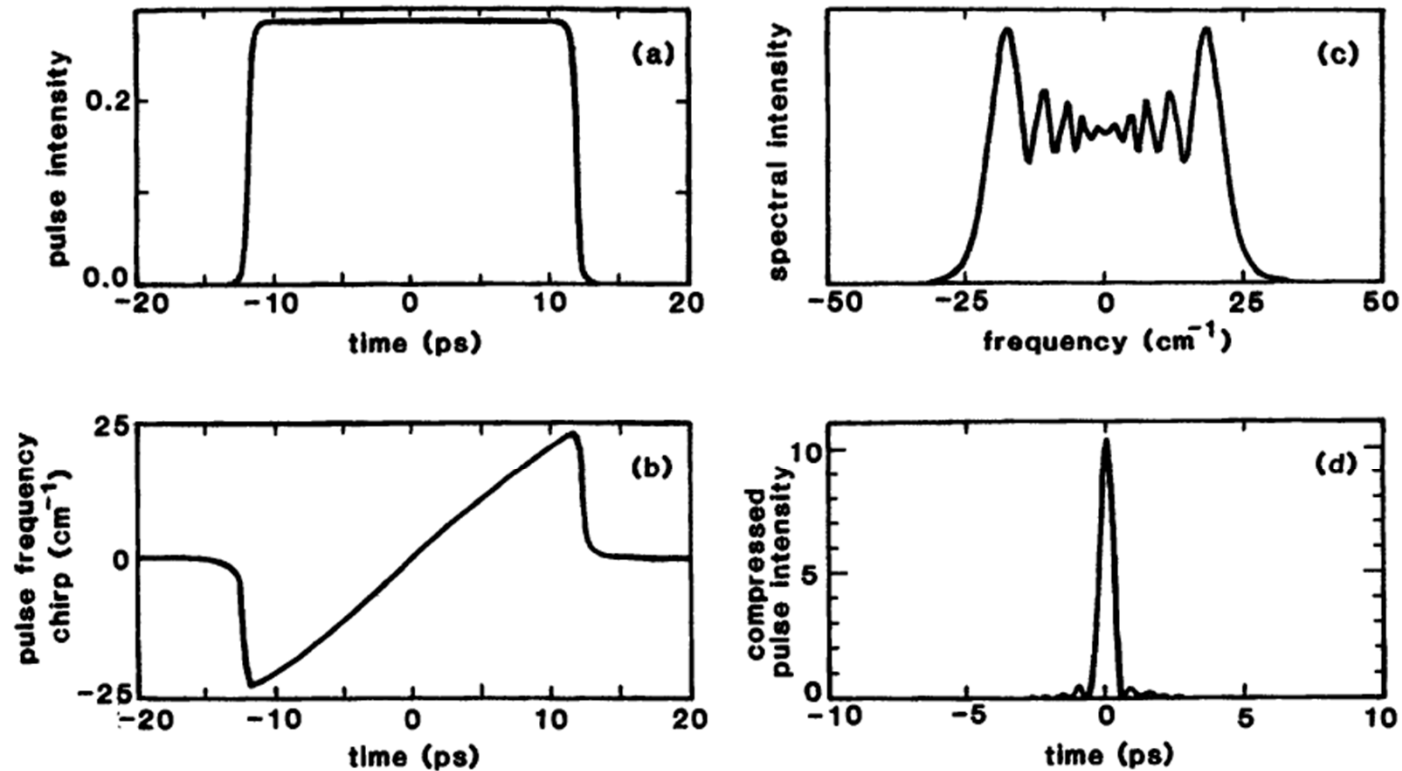 pulse intensity
0.2
0.0
(a)
-20 -10 0 10 20
time (ps)
spectral intensity
(c)
-50 -25 0 25 50
frequency (cm⁻¹)
pulse frequency
chirp (cm⁻¹)
25
0
-25
(b)
-20 -10 0 10 20
time (ps)
compressed
pulse intensity
10
5
0
(d)
-10 -5 0 5 10
time (ps)